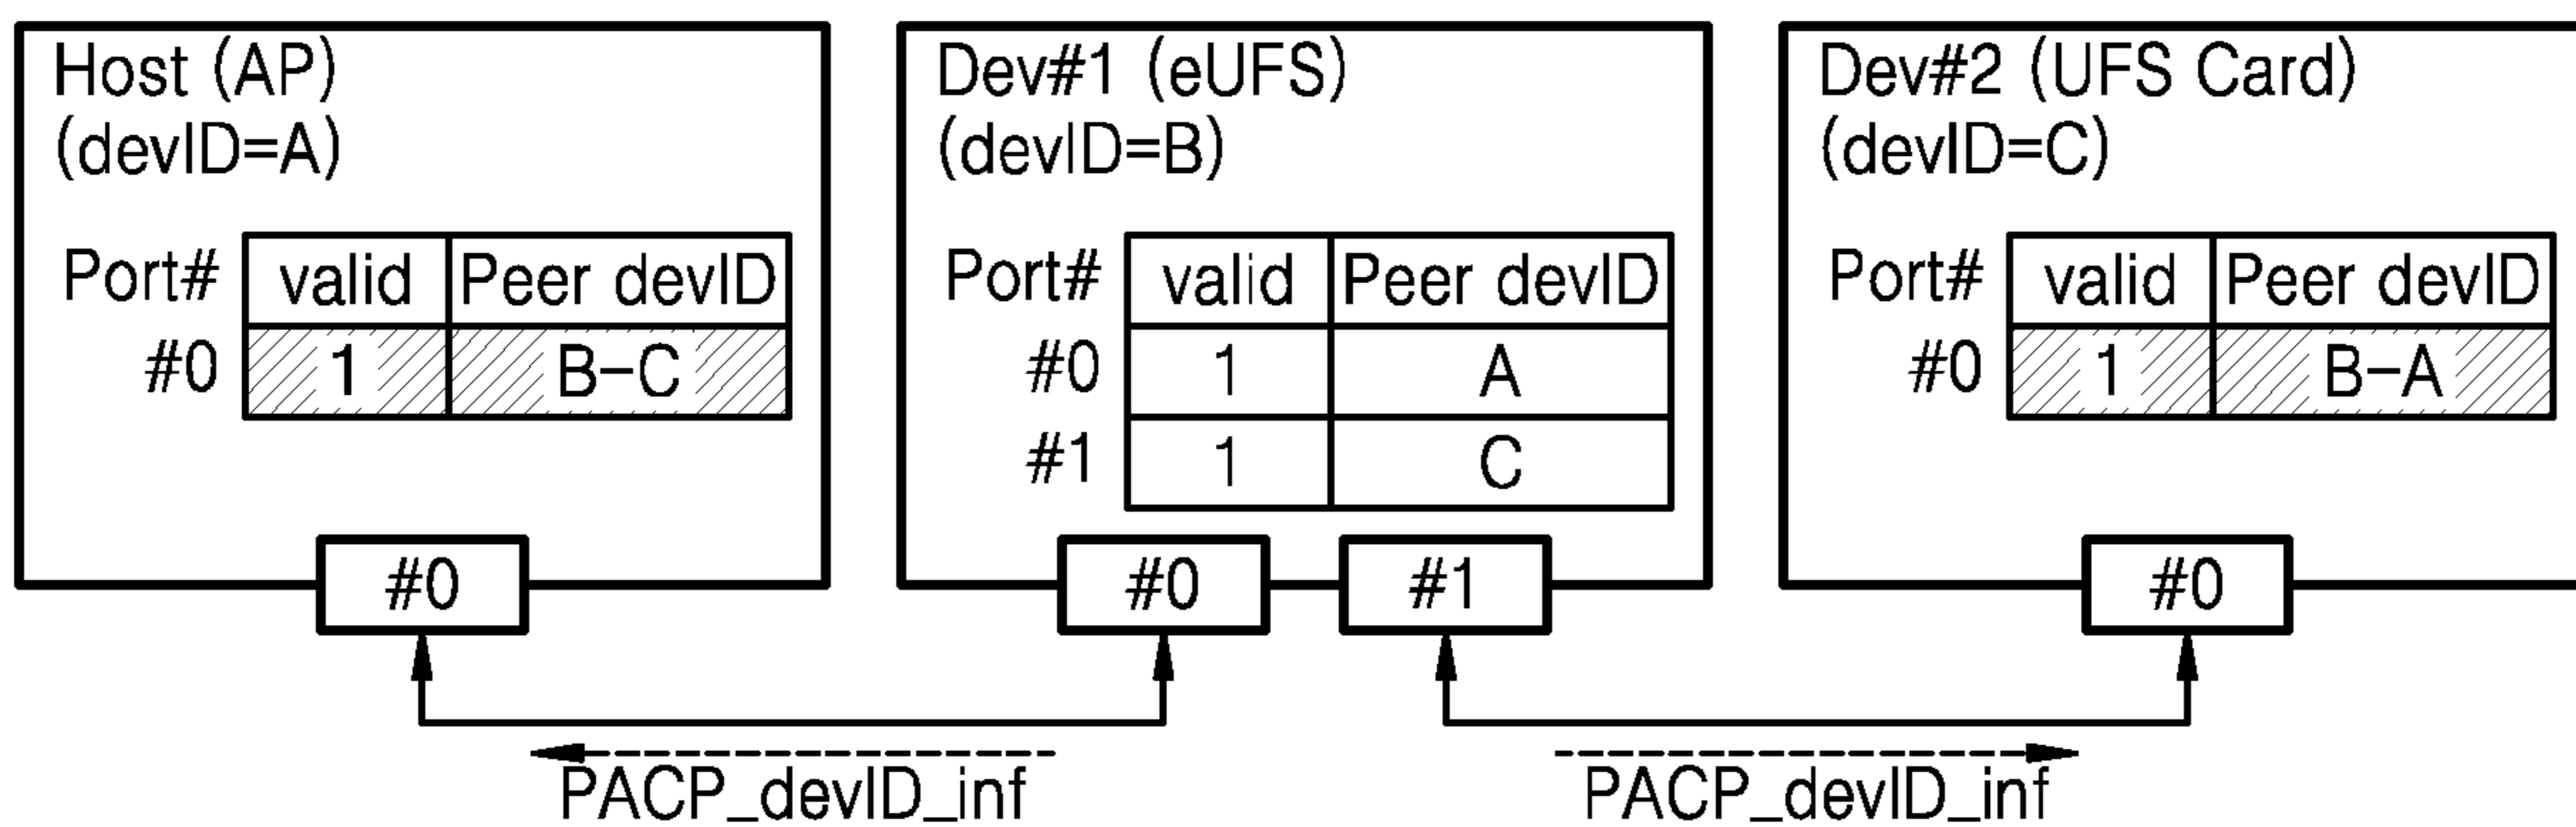 Host (AP)
(devID=A)
Port# valid Peer devID
#0 1 B-C
#0
Dev#1 (eUFS)
(devID=B)
Port# valid Peer devID
#0 1 A
#1 1 C
#0 #1
Dev#2 (UFS Card)
(devID=C)
Port# valid Peer devID
#0 1 B-A
#0
PACP_devID_inf
PACP_devID_inf